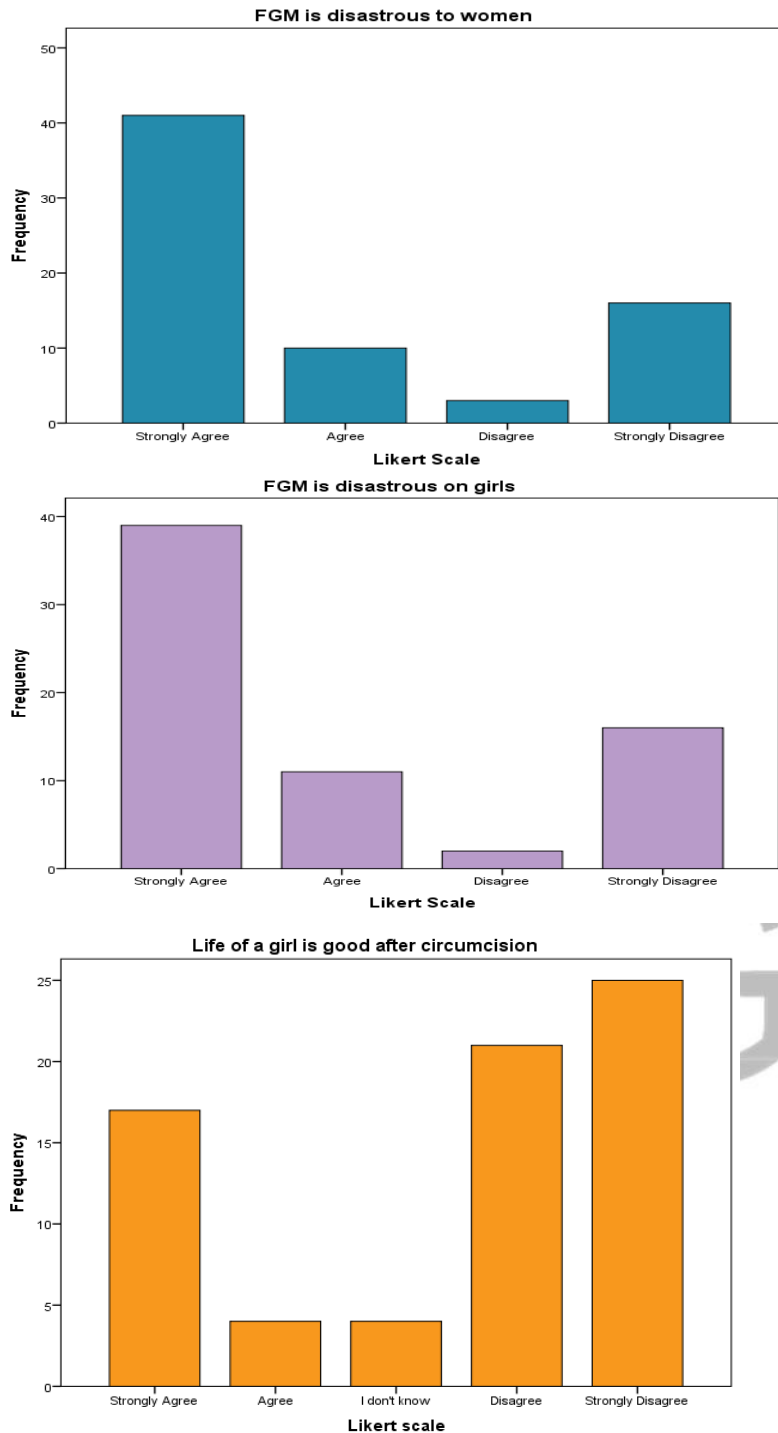 FGM is disastrous to women
50
40
30
20
10
0
Frequency
Strongly Agree Agree Disagree Strongly Disagree
Likert Scale
FGM is disastrous on girls
40
30
20
10
0
Frequency
Strongly Agree Agree Disagree Strongly Disagree
Likert Scale
Life of a girl is good after circumcision
25
20
15
10
5
0
Frequency
Strongly Agree Agree I don't know Disagree Strongly Disagree
Likert scale